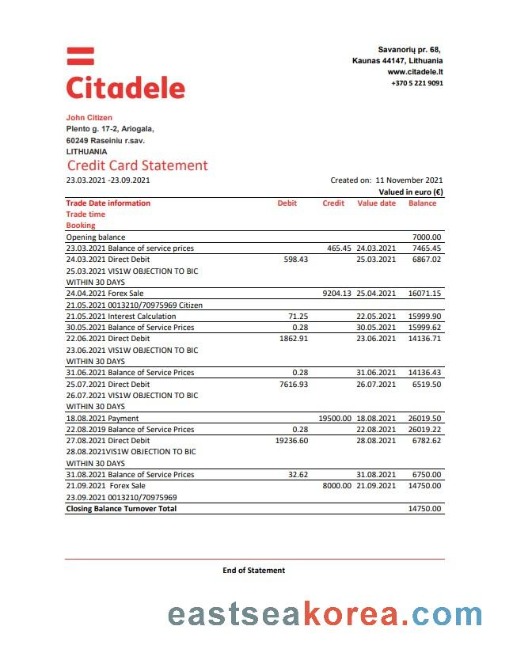 Savanorių pr. 68,
Kaunas 44147, Lithuania
www.citadele.lt
+370 5 221 9091
Citadele
John Citizen
Plento g. 17-2, Ariogala,
60249 Raseiniu r.sav.
LITHUANIA
Credit Card Statement
23.03.2021 -23.09.2021 Created on: 11 November 2021
Valued in euro (€)
Trade Date information Debit Credit Value date Balance
Trade time
Booking
Opening balance 7000.00
23.03.2021 Balance of service prices 465.45 24.03.2021 7465.45
24.03.2021 Direct Debit 598.43 25.03.2021 6867.02
25.03.2021 VIS1W OBJECTION TO BIC
WITHIN 30 DAYS
24.04.2021 Forex Sale 9204.13 25.04.2021 16071.15
21.05.2021 0013210/70975969 Citizen
21.05.2021 Interest Calculation 71.25 22.05.2021 15999.90
30.05.2021 Balance of Service Prices 0.28 30.05.2021 15999.62
22.06.2021 Direct Debit 1862.91 23.06.2021 14136.71
23.06.2021 VIS1W OBJECTION TO BIC
WITHIN 30 DAYS
31.06.2021 Balance of Service Prices 0.28 31.06.2021 14136.43
25.07.2021 Direct Debit 7616.93 26.07.2021 6519.50
26.07.2021 VIS1W OBJECTION TO BIC
WITHIN 30 DAYS
18.08.2021 Payment 19500.00 18.08.2021 26019.50
22.08.2019 Balance of Service Prices 0.28 22.08.2021 26019.22
27.08.2021 Direct Debit 19236.60 28.08.2021 6782.62
28.08.2021VIS1W OBJECTION TO BIC
WITHIN 30 DAYS
31.08.2021 Balance of Service Prices 32.62 31.08.2021 6750.00
21.09.2021 Forex Sale 8000.00 21.09.2021 14750.00
23.09.2021 0013210/70975969
Closing Balance Turnover Total 14750.00
End of Statement
eastseakorea.com